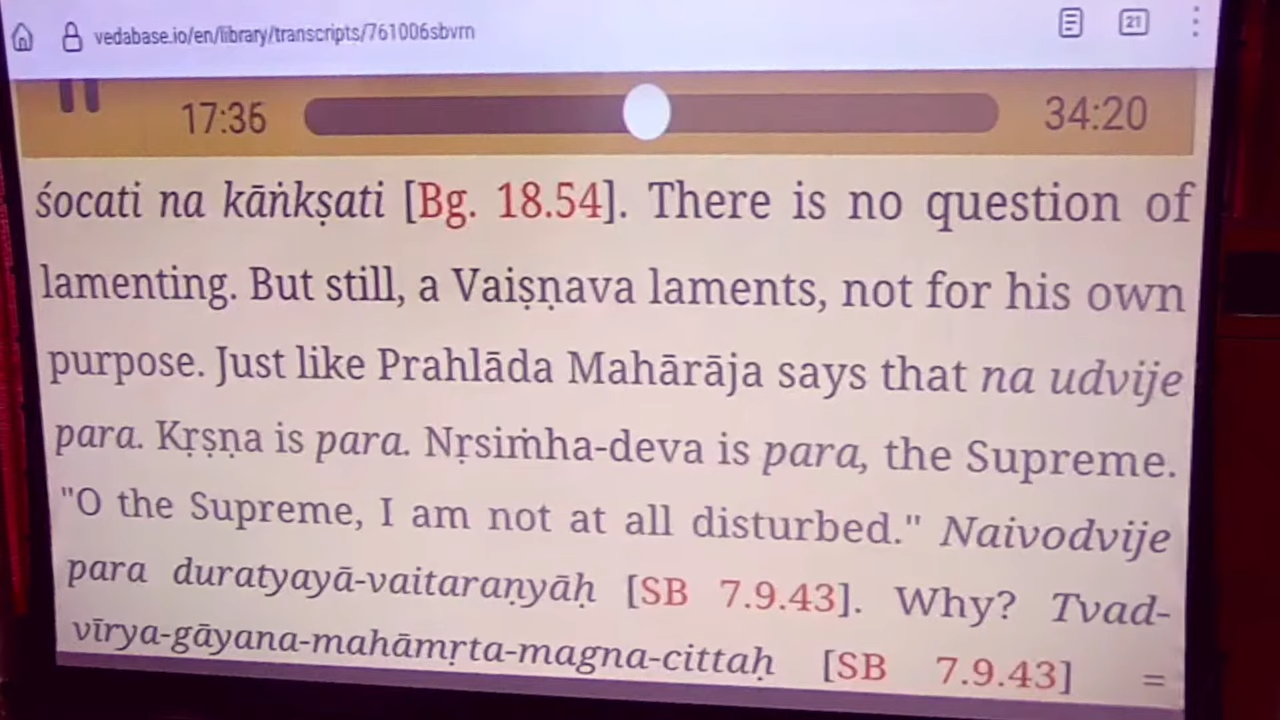 vedabase.io/en/library/transcripts/761006sbvrn 21
17:36 34:20
śocati na kāṅkṣati [Bg. 18.54]. There is no question of
lamenting. But still, a Vaiṣṇava laments, not for his own
purpose. Just like Prahlāda Mahārāja says that na udvije
para. Kṛṣṇa is para. Nṛsiṁha-deva is para, the Supreme.
"O the Supreme, I am not at all disturbed." Naivodvije
para duratyayā-vaitaraṇyāḥ [SB 7.9.43]. Why? Tvad-
vīrya-gāyana-mahāmṛta-magna-cittaḥ [SB 7.9.43] =